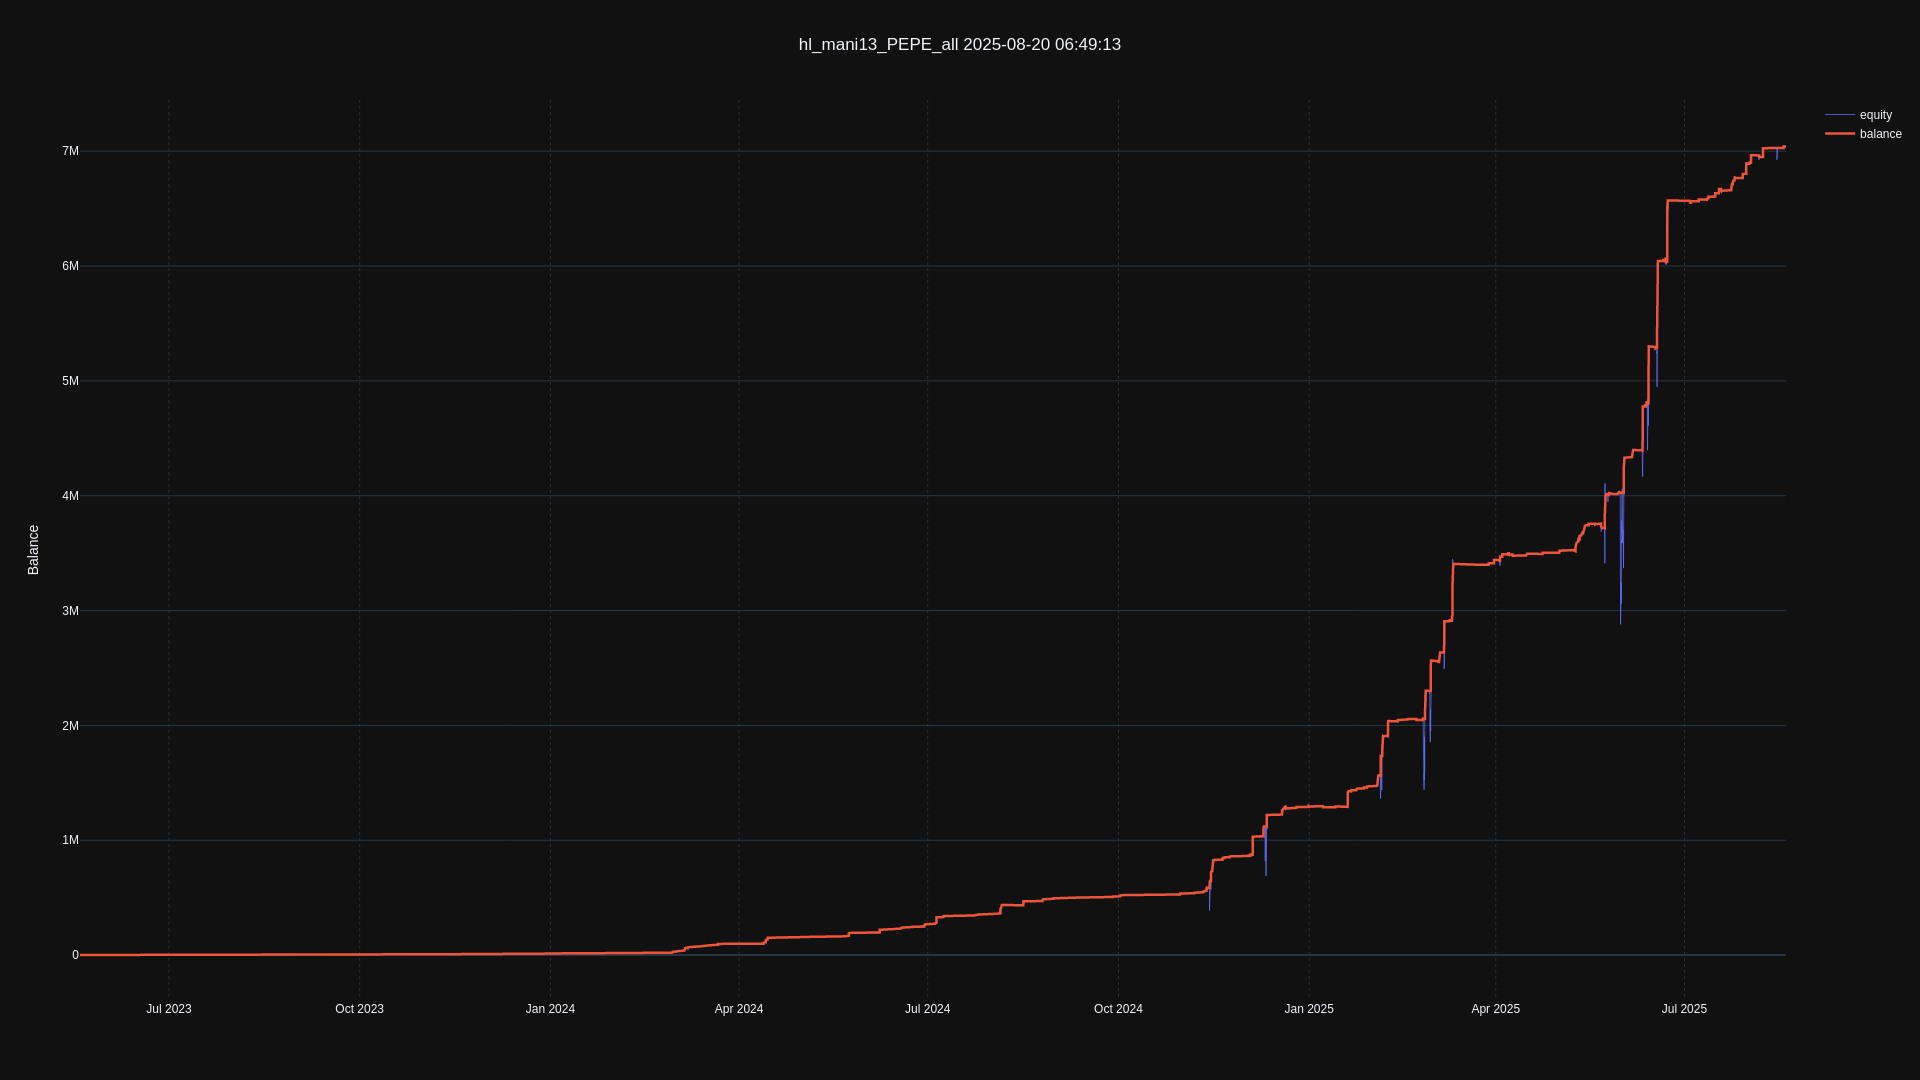 hl_mani13_PEPE_all 2025-08-20 06:49:13
equity
balance
7M
6M
5M
4M
3M
2M
1M
0
Balance
Jul 2023
Oct 2023
Jan 2024
Apr 2024
Jul 2024
Oct 2024
Jan 2025
Apr 2025
Jul 2025